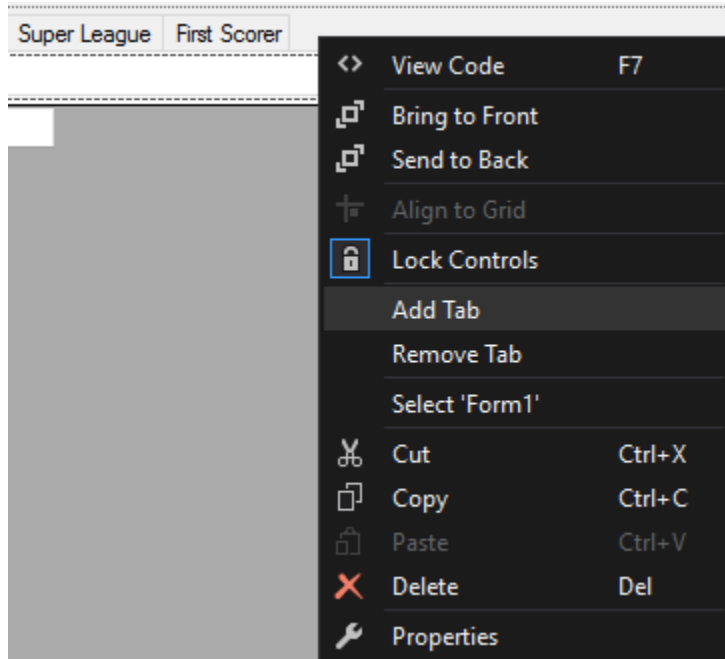 Super League First Scorer
View Code F7
Bring to Front
Send to Back
Align to Grid
Lock Controls
Add Tab
Remove Tab
Select 'Form1'
Cut Ctrl+X
Copy Ctrl+C
Paste Ctrl+V
Delete Del
Properties